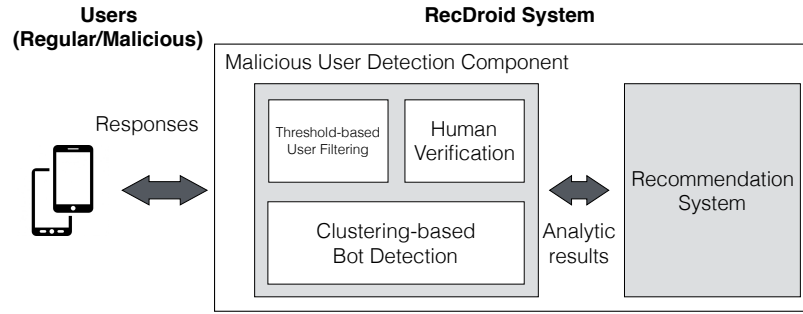 Users
(Regular/Malicious)
RecDroid System
Malicious User Detection Component
Responses
Threshold-based
User Filtering
Human
Verification
Clustering-based
Bot Detection
Analytic
results
Recommendation
System